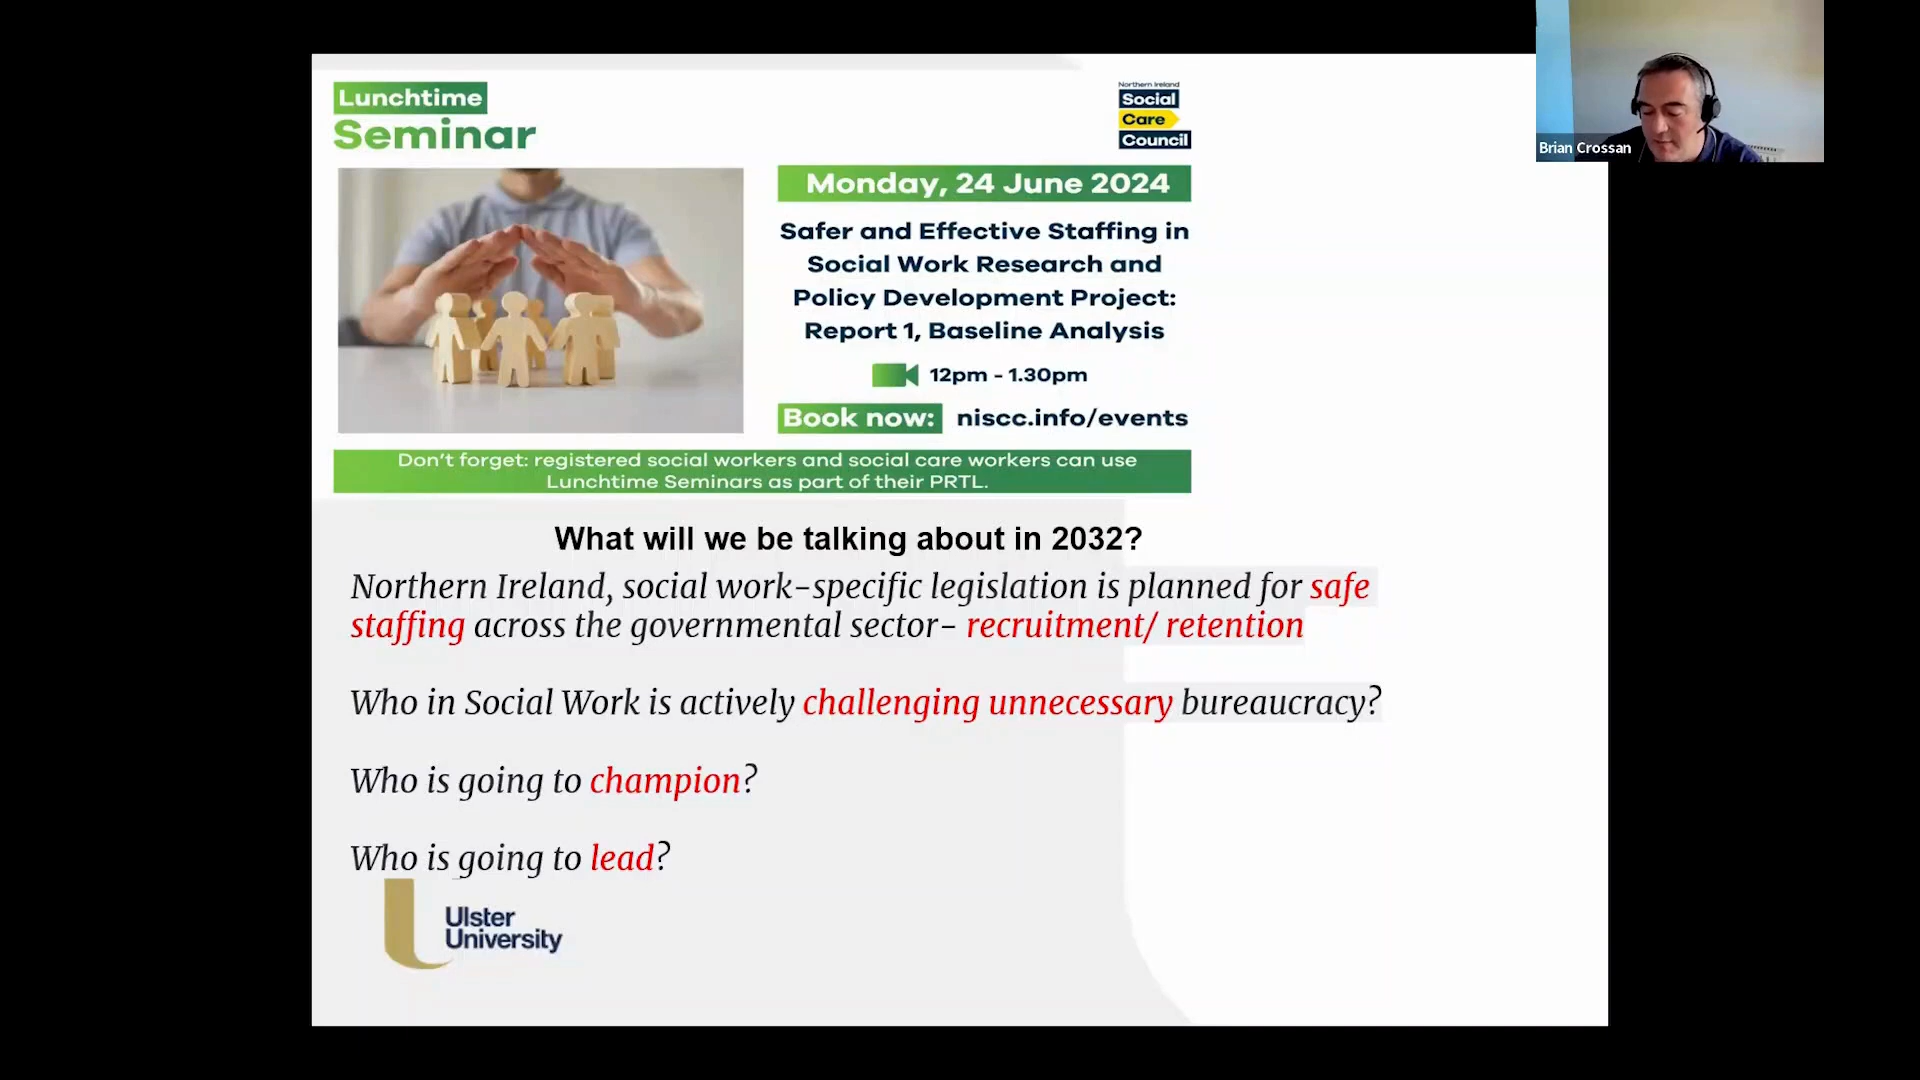 Lunchtime
Seminar
Northern Ireland
Social
Care
Council
Brian Crossan
Monday, 24 June 2024
Safer and Effective Staffing in
Social Work Research and
Policy Development Project:
Report 1, Baseline Analysis
12pm - 1.30pm
Book now: niscc.info/events
Don't forget: registered social workers and social care workers can use
Lunchtime Seminars as part of their PRTL.
What will we be talking about in 2032?
Northern Ireland, social work-specific legislation is planned for safe
staffing across the governmental sector- recruitment/ retention
Who in Social Work is actively challenging unnecessary bureaucracy?
Who is going to champion?
Who is going to lead?
Ulster
University